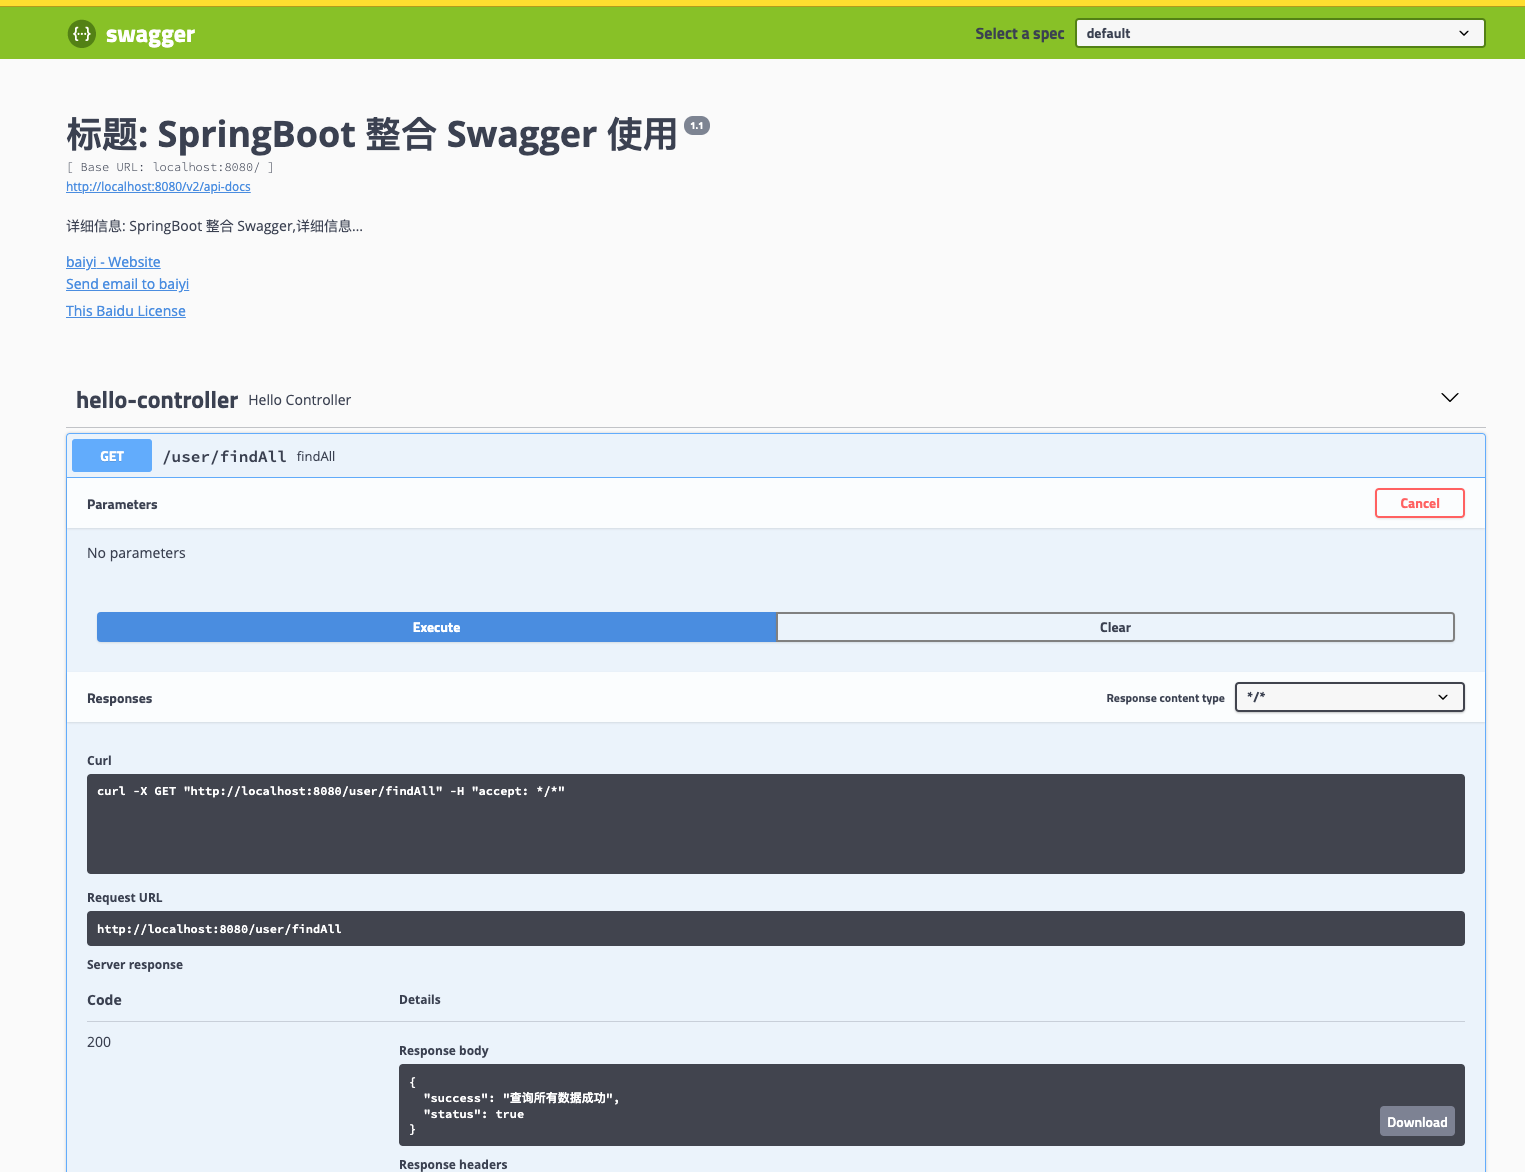 {··} swagger
Select a spec default
标题: SpringBoot 整合 Swagger 使用 1.1
[ Base URL: localhost:8080/ ]
http://localhost:8080/v2/api-docs
详细信息: SpringBoot 整合 Swagger,详细信息...
baiyi - Website
Send email to baiyi
This Baidu License
hello-controller Hello Controller
GET /user/findAll findAll
Parameters Cancel
No parameters
Execute Clear
Responses Response content type */*
Curl
curl -X GET "http://localhost:8080/user/findAll" -H "accept: */*"
Request URL
http://localhost:8080/user/findAll
Server response
Code Details
200
Response body
{
"success": "查询所有数据成功",
"status": true
}
Download
Response headers